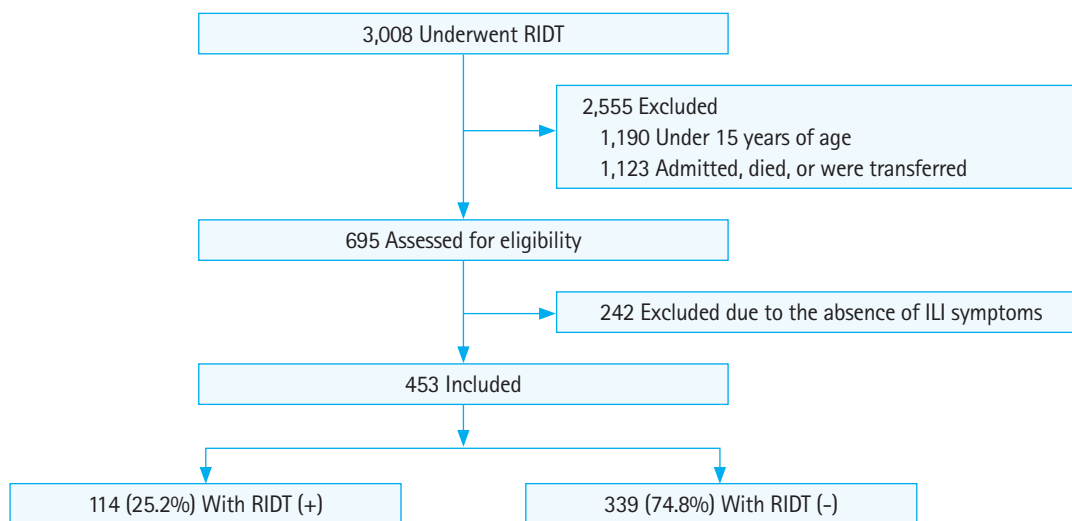 3,008 Underwent RIDT
2,555 Excluded
1,190 Under 15 years of age
1,123 Admitted, died, or were transferred
695 Assessed for eligibility
242 Excluded due to the absence of ILI symptoms
453 Included
114 (25.2%) With RIDT (+)
339 (74.8%) With RIDT (-)